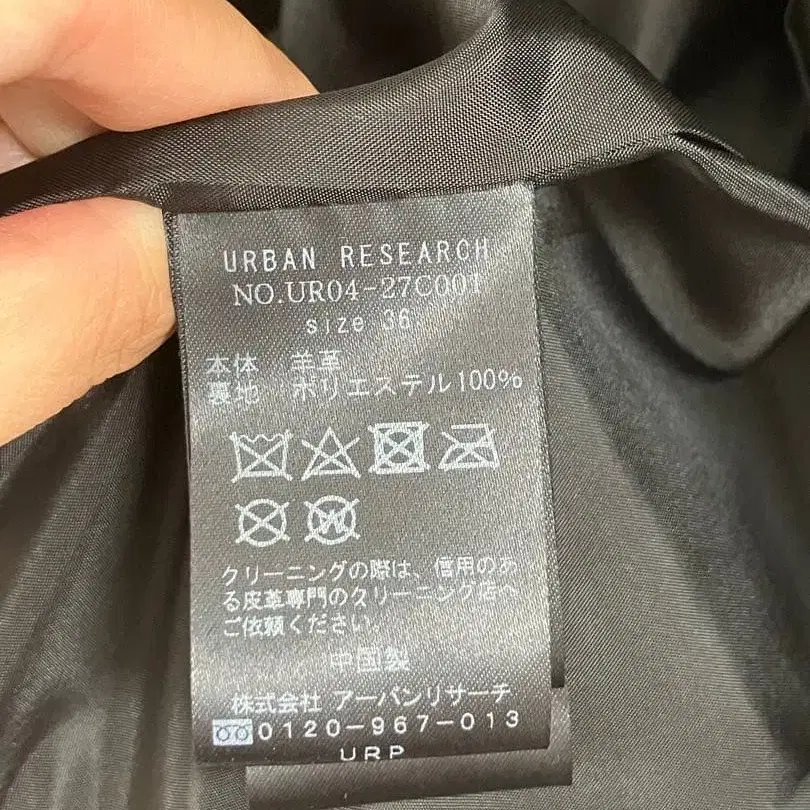 URBAN RESEARCH
NO.UR04-27C001
size 36
本体 羊革
裏地 ポリエステル100%
クリーニングの際は、信用のあ
る皮革専門のクリーニング店へ
ご依頼ください。
中国製
株式会社 アーバンリサーチ
0120-967-013
URP